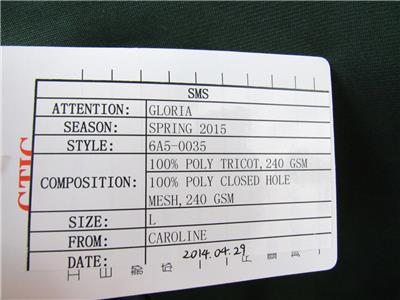 SMS
ATTENTION: GLORIA
SEASON: SPRING 2015
STYLE: 6A5-0035
COMPOSITION: 100% POLY TRICOT, 240 GSM
100% POLY CLOSED HOLE
MESH, 240 GSM
SIZE: L
FROM: CAROLINE
DATE: 2014.04.29
CTIC